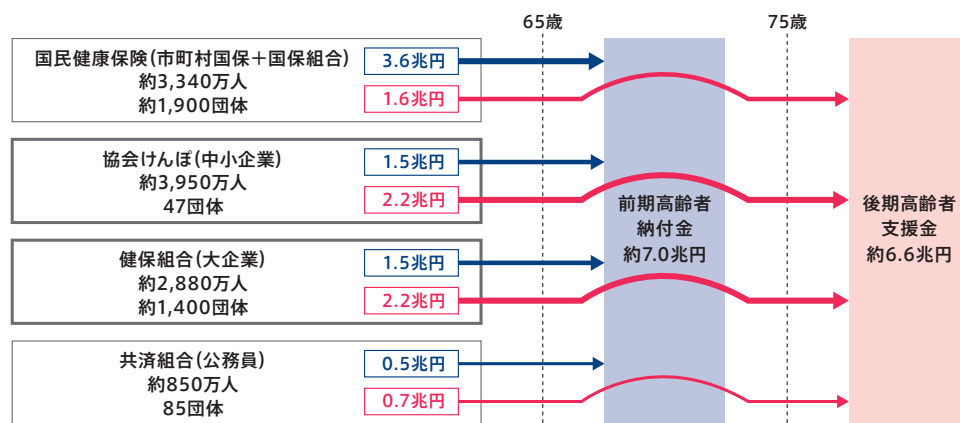 65歳
75歳
国民健康保険(市町村国保＋国保組合)
約3,340万人
約1,900団体
3.6兆円
1.6兆円
協会けんぽ(中小企業)
約3,950万人
47団体
1.5兆円
2.2兆円
健保組合(大企業)
約2,880万人
約1,400団体
1.5兆円
2.2兆円
共済組合(公務員)
約850万人
85団体
0.5兆円
0.7兆円
前期高齢者
納付金
約7.0兆円
後期高齢者
支援金
約6.6兆円